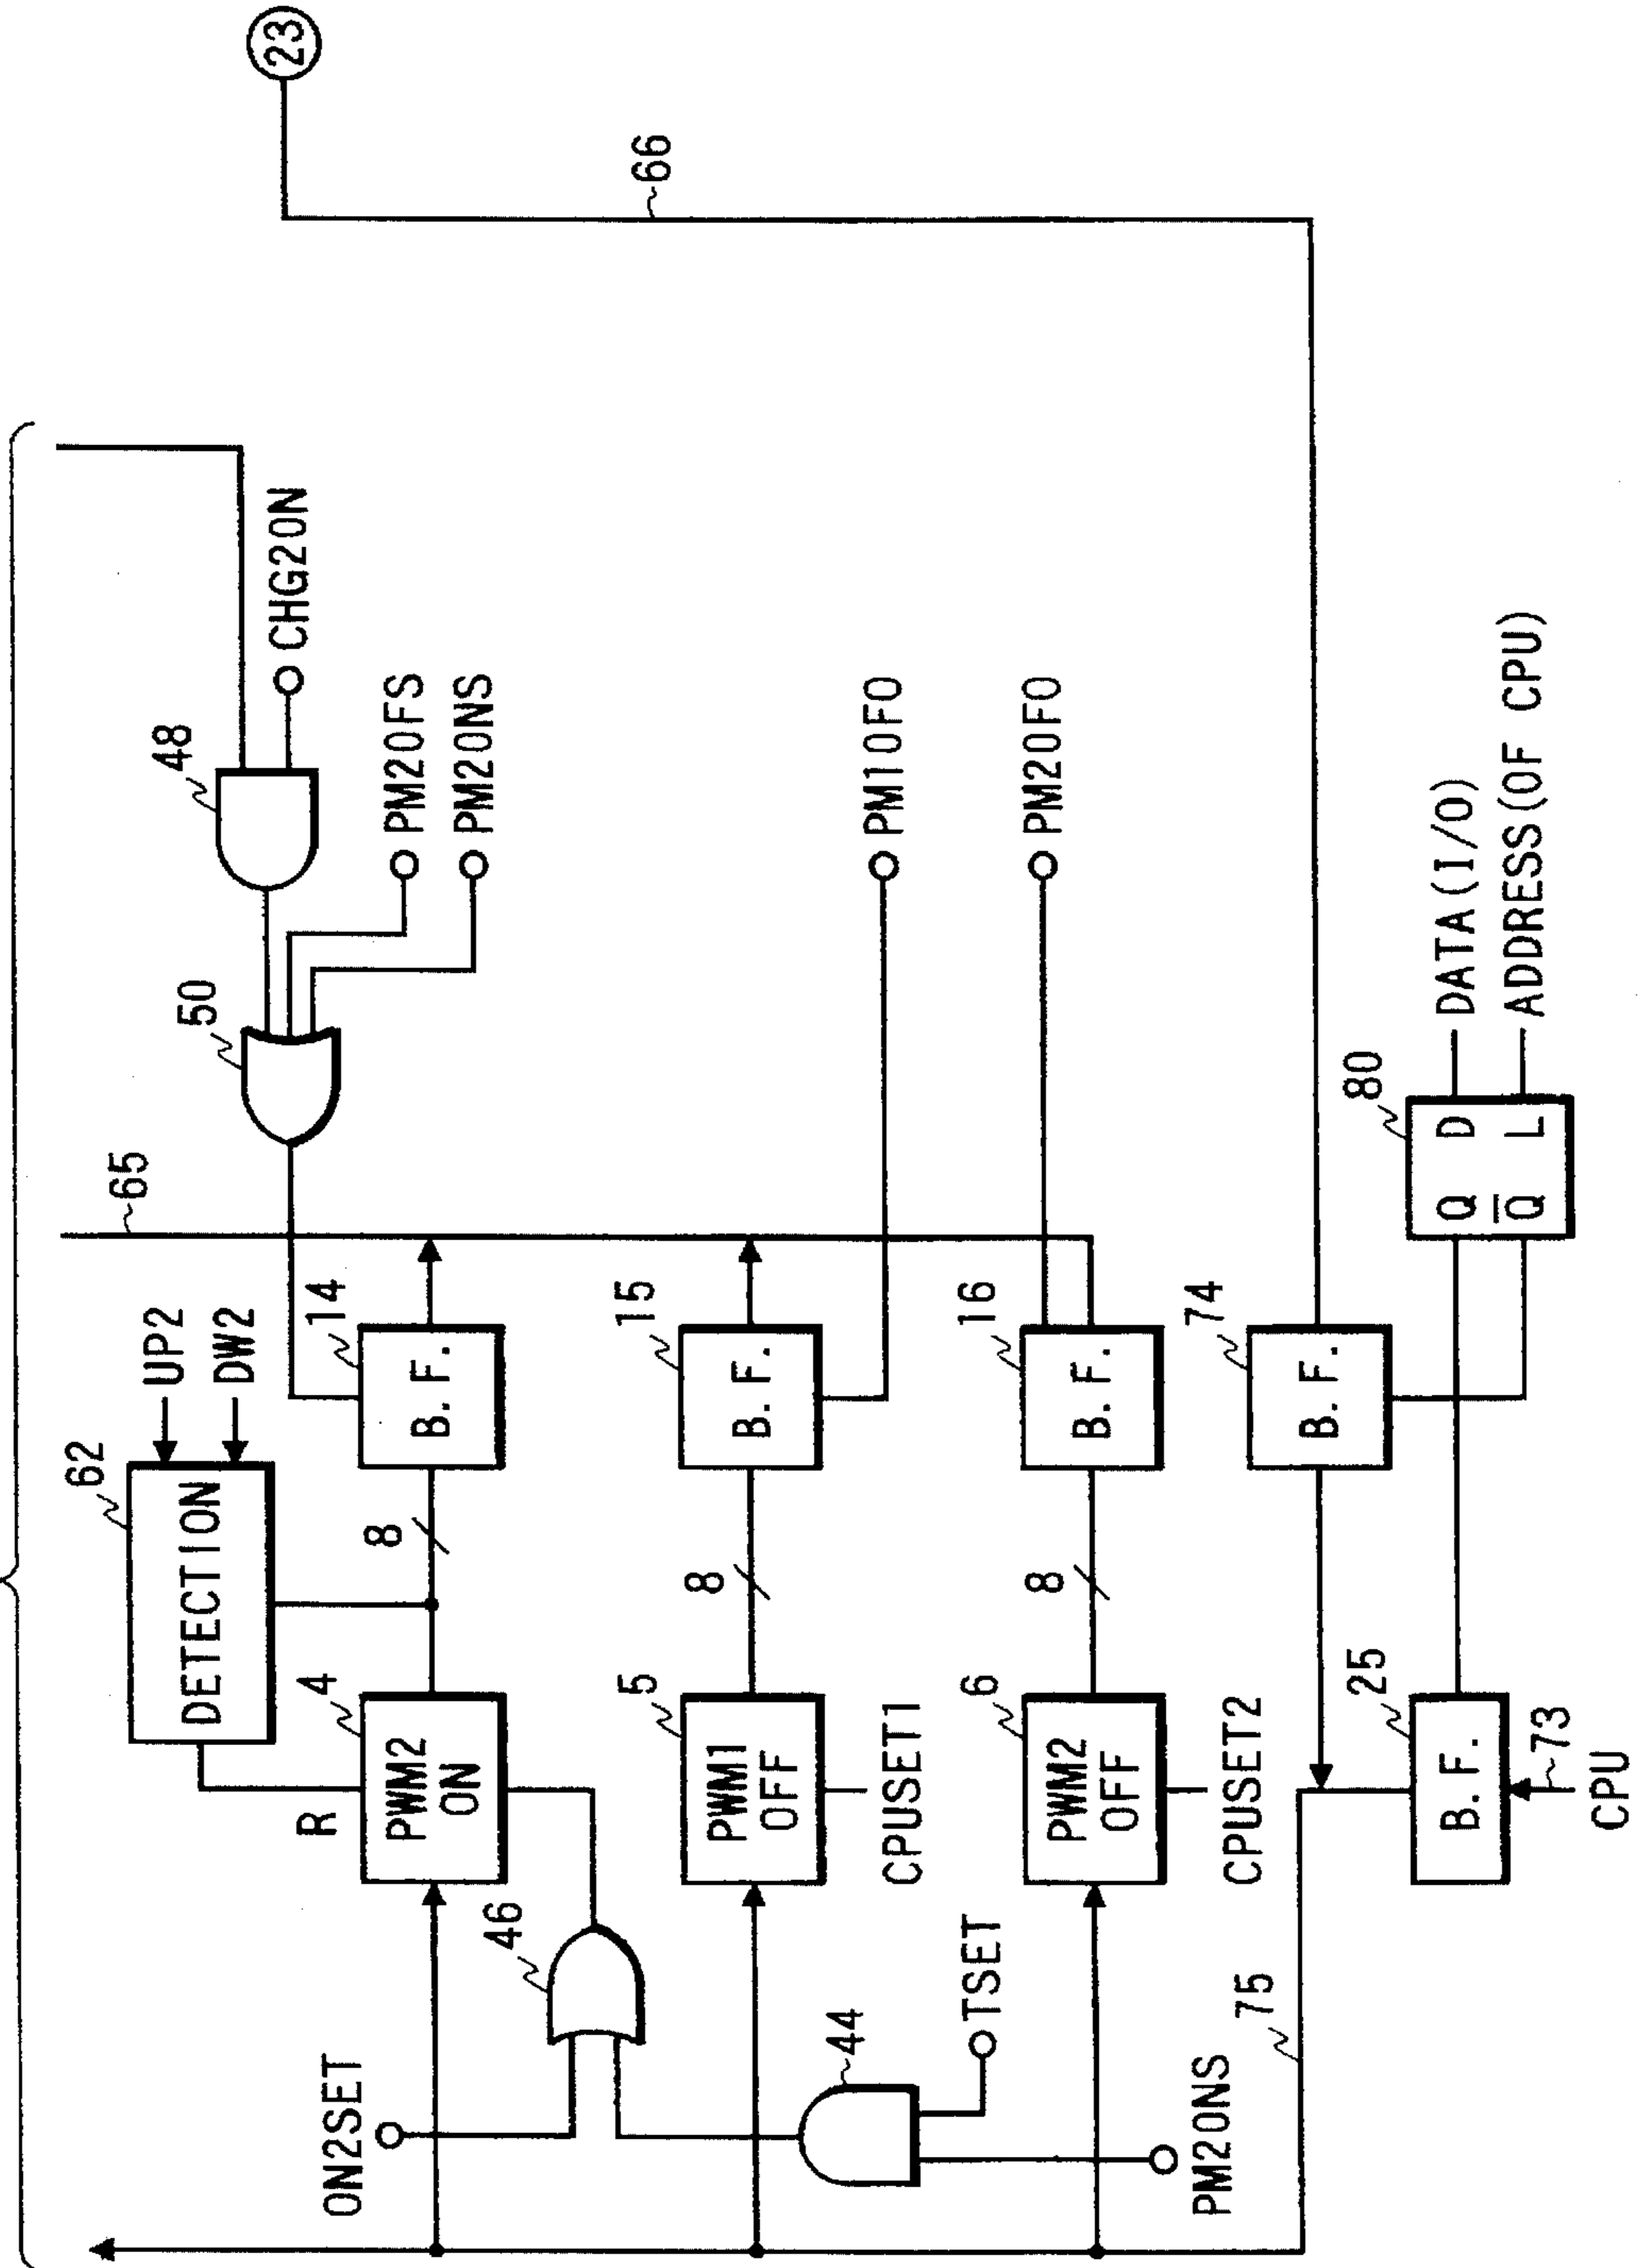 23
62
UP2
65
48
DETECTION
DW2
50
CHG2ON
ON2SET
R
4
14
8
PWM2
ON
B.F.
PM2OFS
PM2ONS
46
66
5
15
8
PWM1
OFF
B.F.
44
CPUSET1
PM1OFO
TSET
6
16
8
PWM2
OFF
B.F.
PM2OFO
PM2ONS
CPUSET2
75
74
B.F.
25
80
B.F.
Q D
DATA(I/O)
Q̅ L
ADDRESS(OF CPU)
73
CPU